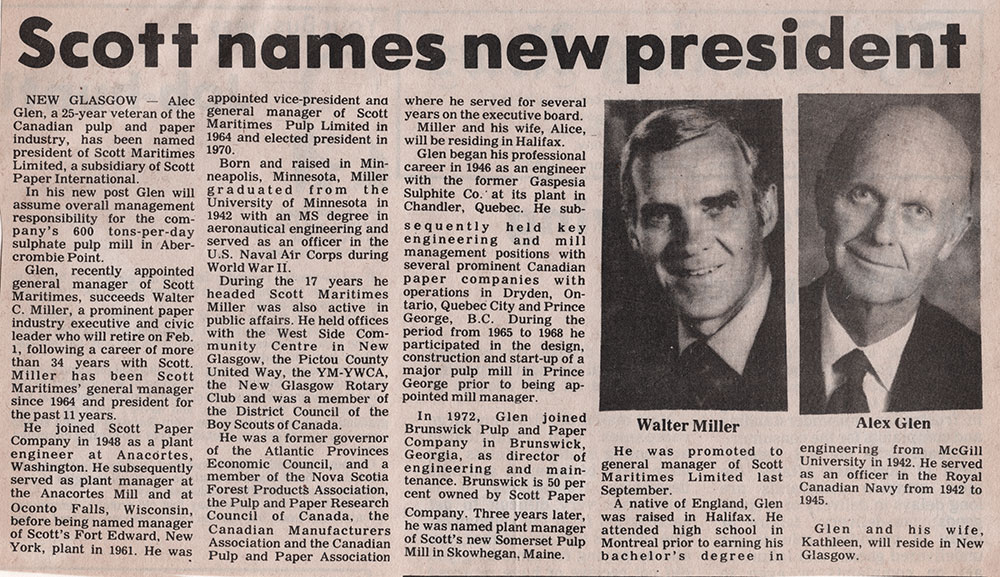 Scott names new president
NEW GLASGOW — Alec
Glen, a 25-year veteran of the
Canadian pulp and paper
industry, has been named
president of Scott Maritimes
Limited, a subsidiary of Scott
Paper International.
In his new post Glen will
assume overall management
responsibility for the com-
pany's 600 tons-per-day
sulphate pulp mill in Aber-
crombie Point.
Glen, recently appointed
general manager of Scott
Maritimes, succeeds Walter
C. Miller, a prominent paper
industry executive and civic
leader who will retire on Feb.
1, following a career of more
than 34 years with Scott.
Miller has been Scott
Maritimes' general manager
since 1964 and president for
the past 11 years.
He joined Scott Paper
Company in 1948 as a plant
engineer at Anacortes,
Washington. He subsequently
served as plant manager at
the Anacortes Mill and at
Oconto Falls, Wisconsin,
before being named manager
of Scott's Fort Edward, New
York, plant in 1961. He was
appointed vice-president and
general manager of Scott
Maritimes Pulp Limited in
1964 and elected president in
1970.
Born and raised in Min-
neapolis, Minnesota, Miller
graduated from the
University of Minnesota in
1942 with an MS degree in
aeronautical engineering and
served as an officer in the
U.S. Naval Air Corps during
World War II.
During the 17 years he
headed Scott Maritimes
Miller was also active in
public affairs. He held offices
with the West Side Com-
munity Centre in New
Glasgow, the Pictou County
United Way, the YM-YWCA,
the New Glasgow Rotary
Club and was a member of
the District Council of the
Boy Scouts of Canada.
He was a former governor
of the Atlantic Provinces
Economic Council, and a
member of the Nova Scotia
Forest Products Association,
the Pulp and Paper Research
Council of Canada, the
Canadian Manufacturers
Association and the Canadian
Pulp and Paper Association
where he served for several
years on the executive board.
Miller and his wife, Alice,
will be residing in Halifax.
Glen began his professional
career in 1946 as an engineer
with the former Gaspesia
Sulphite Co. at its plant in
Chandler, Quebec. He sub-
sequently held key
engineering and mill
management positions with
several prominent Canadian
paper companies with
operations in Dryden, On-
tario, Quebec City and Prince
George, B.C. During the
period from 1965 to 1968 he
participated in the design,
construction and start-up of a
major pulp mill in Prince
George prior to being ap-
pointed mill manager.
In 1972, Glen joined
Brunswick Pulp and Paper
Company in Brunswick,
Georgia, as director of
engineering and main-
tenance. Brunswick is 50 per
cent owned by Scott Paper
Company. Three years later,
he was named plant manager
of Scott's new Somerset Pulp
Mill in Skowhegan, Maine.
Walter Miller
Alex Glen
He was promoted to
general manager of Scott
Maritimes Limited last
September.
A native of England, Glen
was raised in Halifax. He
attended high school in
Montreal prior to earning his
bachelor's degree in
engineering from McGill
University in 1942. He served
as an officer in the Royal
Canadian Navy from 1942 to
1945.
Glen and his wife,
Kathleen, will reside in New
Glasgow.